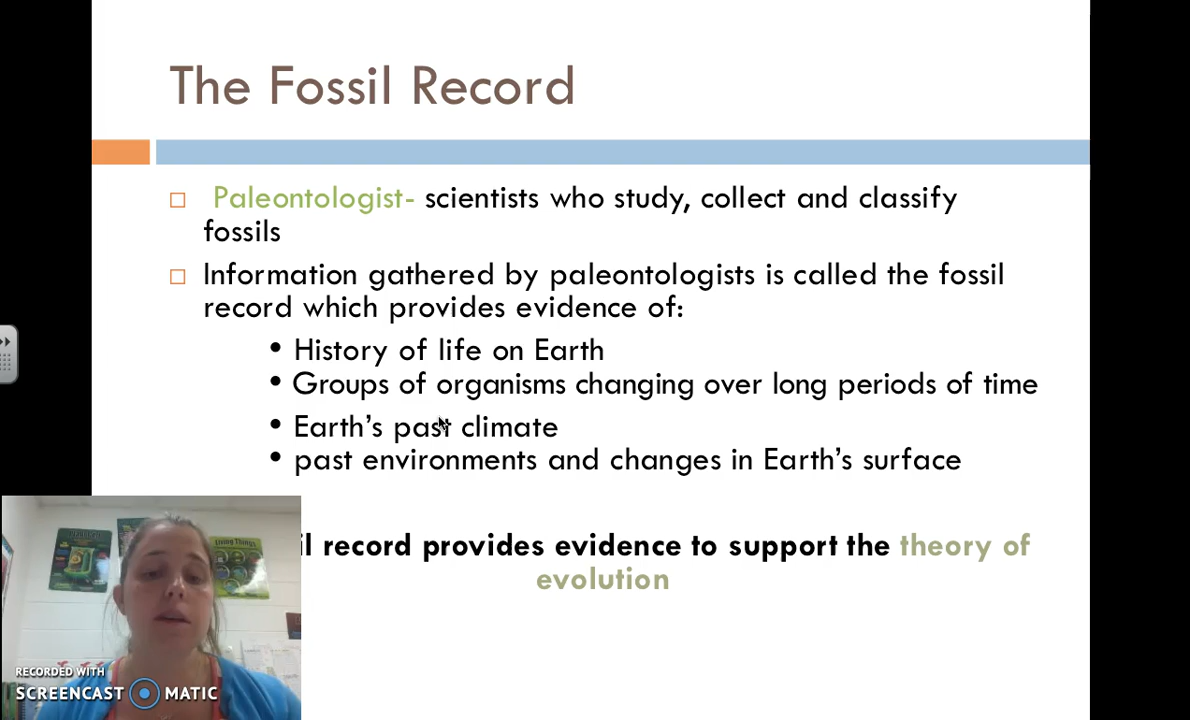 The Fossil Record
Paleontologist- scientists who study, collect and classify
fossils
Information gathered by paleontologists is called the fossil
record which provides evidence of:
• History of life on Earth
• Groups of organisms changing over long periods of time
• Earth's past climate
• past environments and changes in Earth's surface
record provides evidence to support the theory of
evolution
Living Things
RECORDED WITH
SCREENCAST MATIC